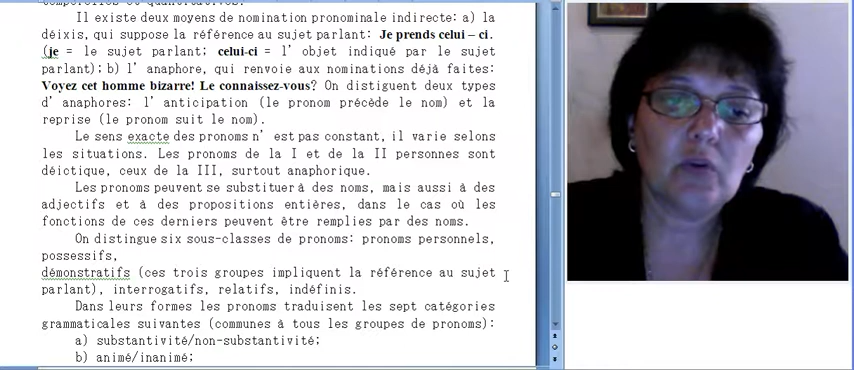 temporelles et quantitatives.
Il existe deux moyens de nomination pronominale indirecte: a) la
déixis, qui suppose la référence au sujet parlant: Je prends celui – ci.
(je = le sujet parlant; celui-ci = l' objet indiqué par le sujet
parlant); b) l' anaphore, qui renvoie aux nominations déjà faites:
Voyez cet homme bizarre! Le connaissez-vous? On distiguent deux types
d' anaphores: l' anticipation (le pronom précède le nom) et la
reprise (le pronom suit le nom).
Le sens exacte des pronoms n' est pas constant, il varie selons
les situations. Les pronoms de la I et de la II personnes sont
déictique, ceux de la III, surtout anaphorique.
Les pronoms peuvent se substituer à des noms, mais aussi à des
adjectifs et à des propositions entières, dans le cas où les
fonctions de ces derniers peuvent être remplies par des noms.
On distingue six sous-classes de pronoms: pronoms personnels,
possessifs,
démonstratifs (ces trois groupes impliquent la référence au sujet
parlant), interrogatifs, relatifs, indéfinis.
Dans leurs formes les pronoms traduisent les sept catégories
grammaticales suivantes (communes à tous les groupes de pronoms):
a) substantivité/non-substantivité;
b) animé/inanimé;